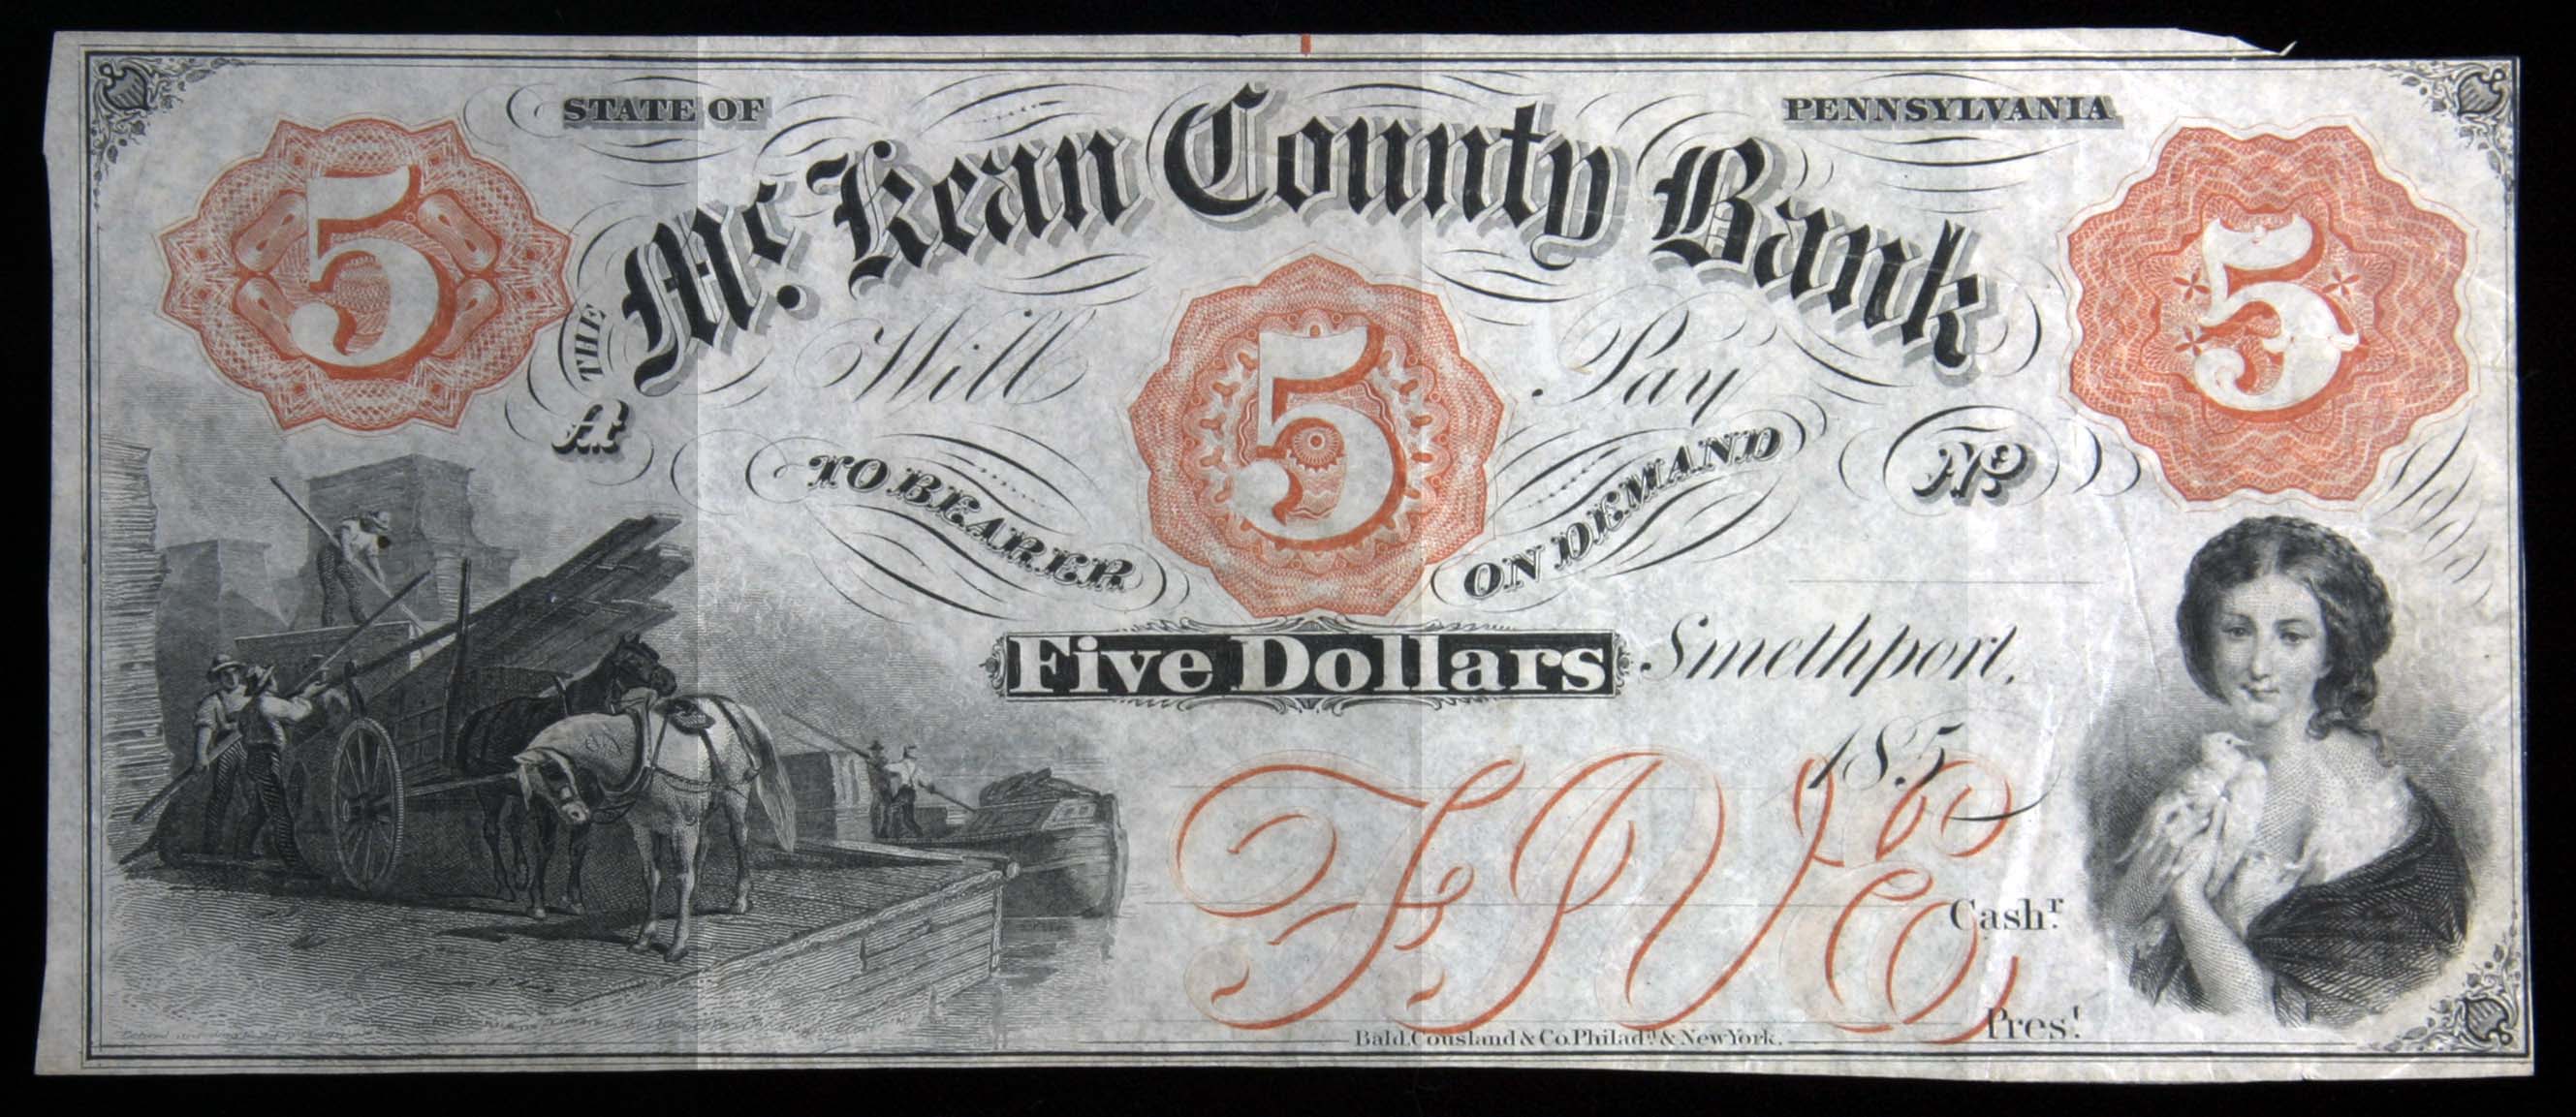 STATE OF
PENNSYLVANIA
5
5
THE Mc. Kean County Bank
A
Will 5 Pay
TO BEARER ON DEMAND
No
Five Dollars Smethport,
185
FIVE
Cashr.
Pres!
Bald, Cousland & Co. Philada. & New York.